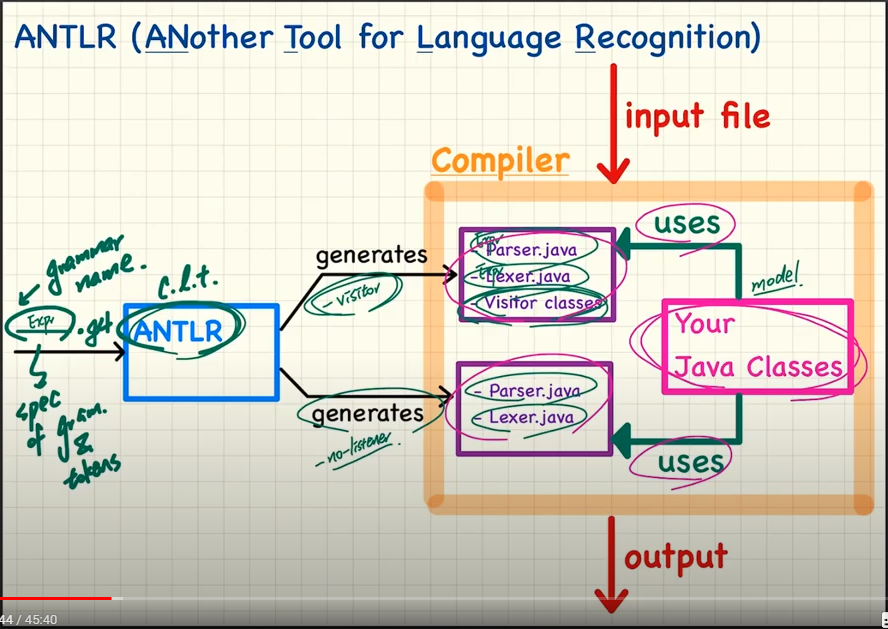 ANTLR (ANother Tool for Language Recognition)
input file
Compiler
grammar
name.
c.l.t.
Expr .get
ANTLR
spec
of gram.
&
tokens
generates
- visitor
generates
- no-listener
Expr
- Parser.java
Expr
- Lexer.java
- Visitor classes
- Parser.java
- Lexer.java
uses
model
Your
Java Classes
uses
output
44 / 45:40